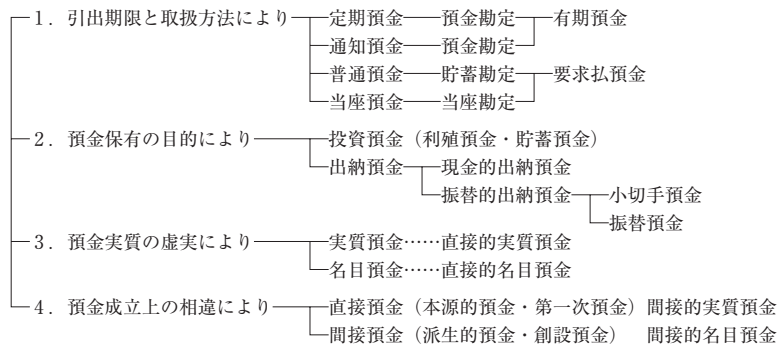 1．引出期限と取扱方法により 定期預金 預金勘定 有期預金
通知預金 預金勘定
普通預金 貯蓄勘定 要求払預金
当座預金 当座勘定
2．預金保有の目的により 投資預金（利殖預金・貯蓄預金）
出納預金 現金的出納預金
振替的出納預金 小切手預金
振替預金
3．預金実質の虚実により 実質預金……直接的実質預金
名目預金……直接的名目預金
4．預金成立上の相違により 直接預金（本源的預金・第一次預金）間接的実質預金
間接預金（派生的預金・創設預金） 間接的名目預金